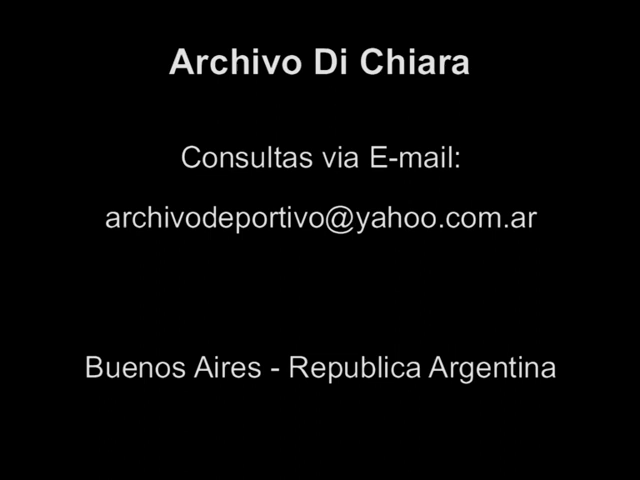 Archivo Di Chiara
Consultas via E-mail:
archivodeportivo@yahoo.com.ar
Buenos Aires - Republica Argentina